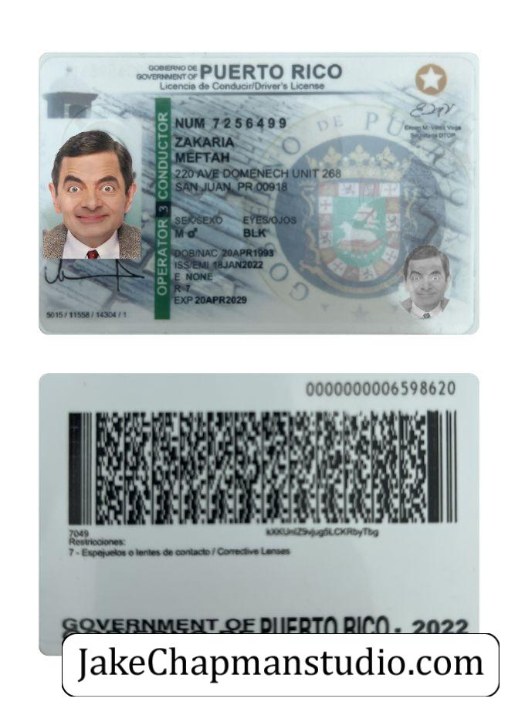 GOBIERNO DE
GOVERNMENT OF PUERTO RICO
Licencia de Conducir/Driver's License
OPERATOR 3 CONDUCTOR
NUM 7256499
ZAKARIA
MEFTAH
220 AVE DOMENECH UNIT 268
SAN JUAN, PR 00918
SEX/SEXO EYES/OJOS
M ♂ BLK
DOB/NAC 20APR1993
ISS/EMI 18JAN2022
E NONE
R 7
EXP 20APR2029
9015 / 11558 / 14304 / 1
0000000006598620
7049
Restricciones:
7 - Espejuelos o lentes de contacto / Corrective Lenses
GOVERNMENT OF PUERTO RICO - 2022
JakeChapmanstudio.com